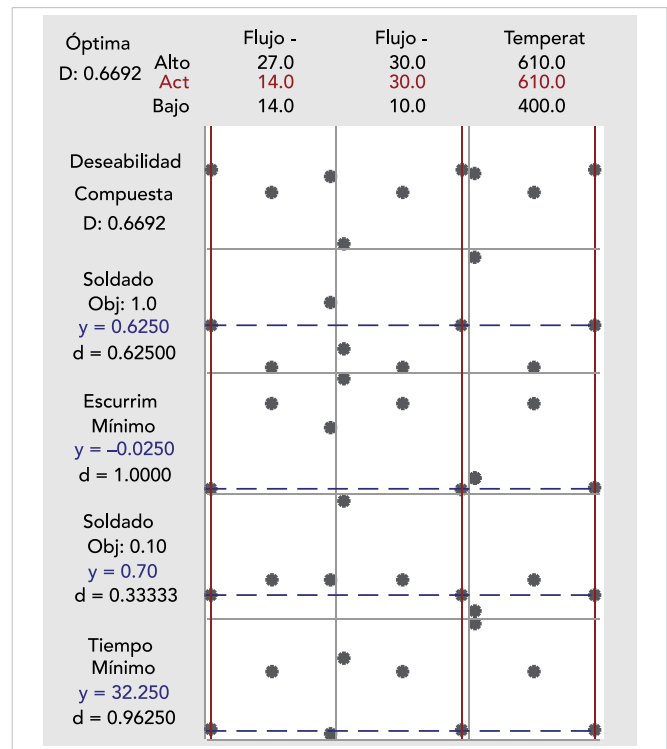 Óptima
D: 0.6692
Flujo - Flujo - Temperat
Alto 27.0 30.0 610.0
Act 14.0 30.0 610.0
Bajo 14.0 10.0 400.0
Deseabilidad
Compuesta
D: 0.6692
Soldado
Obj: 1.0
y = 0.6250
d = 0.62500
Escurrim
Mínimo
y = –0.0250
d = 1.0000
Soldado
Obj: 0.10
y = 0.70
d = 0.33333
Tiempo
Mínimo
y = 32.250
d = 0.96250